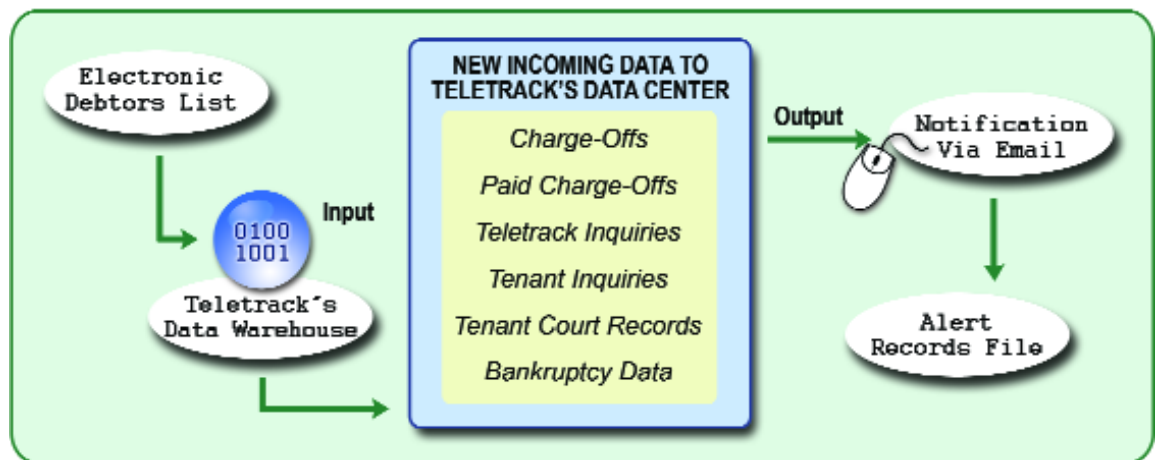 Electronic
Debtors List
0100
1001
Input
Teletrack's
Data Warehouse
NEW INCOMING DATA TO
TELETRACK'S DATA CENTER
Charge-Offs
Paid Charge-Offs
Teletrack Inquiries
Tenant Inquiries
Tenant Court Records
Bankruptcy Data
Output
Notification
Via Email
Alert
Records File